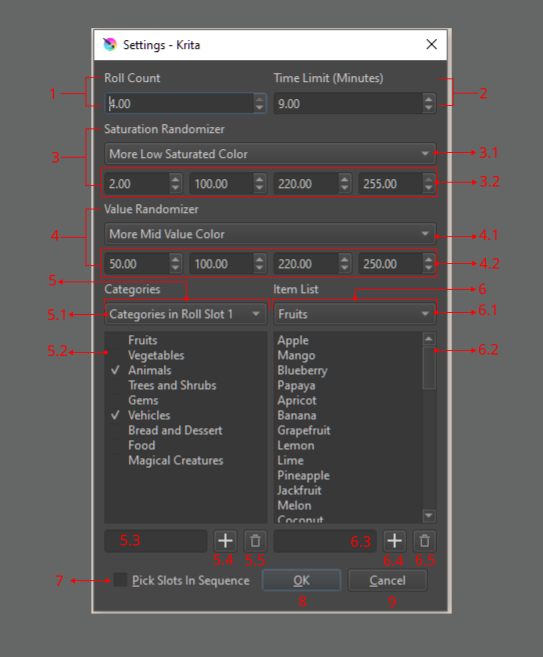 Settings - Krita
Roll Count
Time Limit (Minutes)
1
4.00
9.00
2
Saturation Randomizer
3
More Low Saturated Color
3.1
2.00
100.00
220.00
255.00
3.2
Value Randomizer
4
More Mid Value Color
4.1
50.00
100.00
220.00
250.00
4.2
5
Categories
Item List
6
5.1
Categories in Roll Slot 1
Fruits
6.1
5.2
6.2
Fruits
Vegetables
Animals
Trees and Shrubs
Gems
Vehicles
Bread and Dessert
Food
Magical Creatures
Apple
Mango
Blueberry
Papaya
Apricot
Banana
Grapefruit
Lemon
Lime
Pineapple
Jackfruit
Melon
Coconut
5.3
6.3
5.4
5.5
6.4
6.5
7
Pick Slots In Sequence
OK
Cancel
8
9